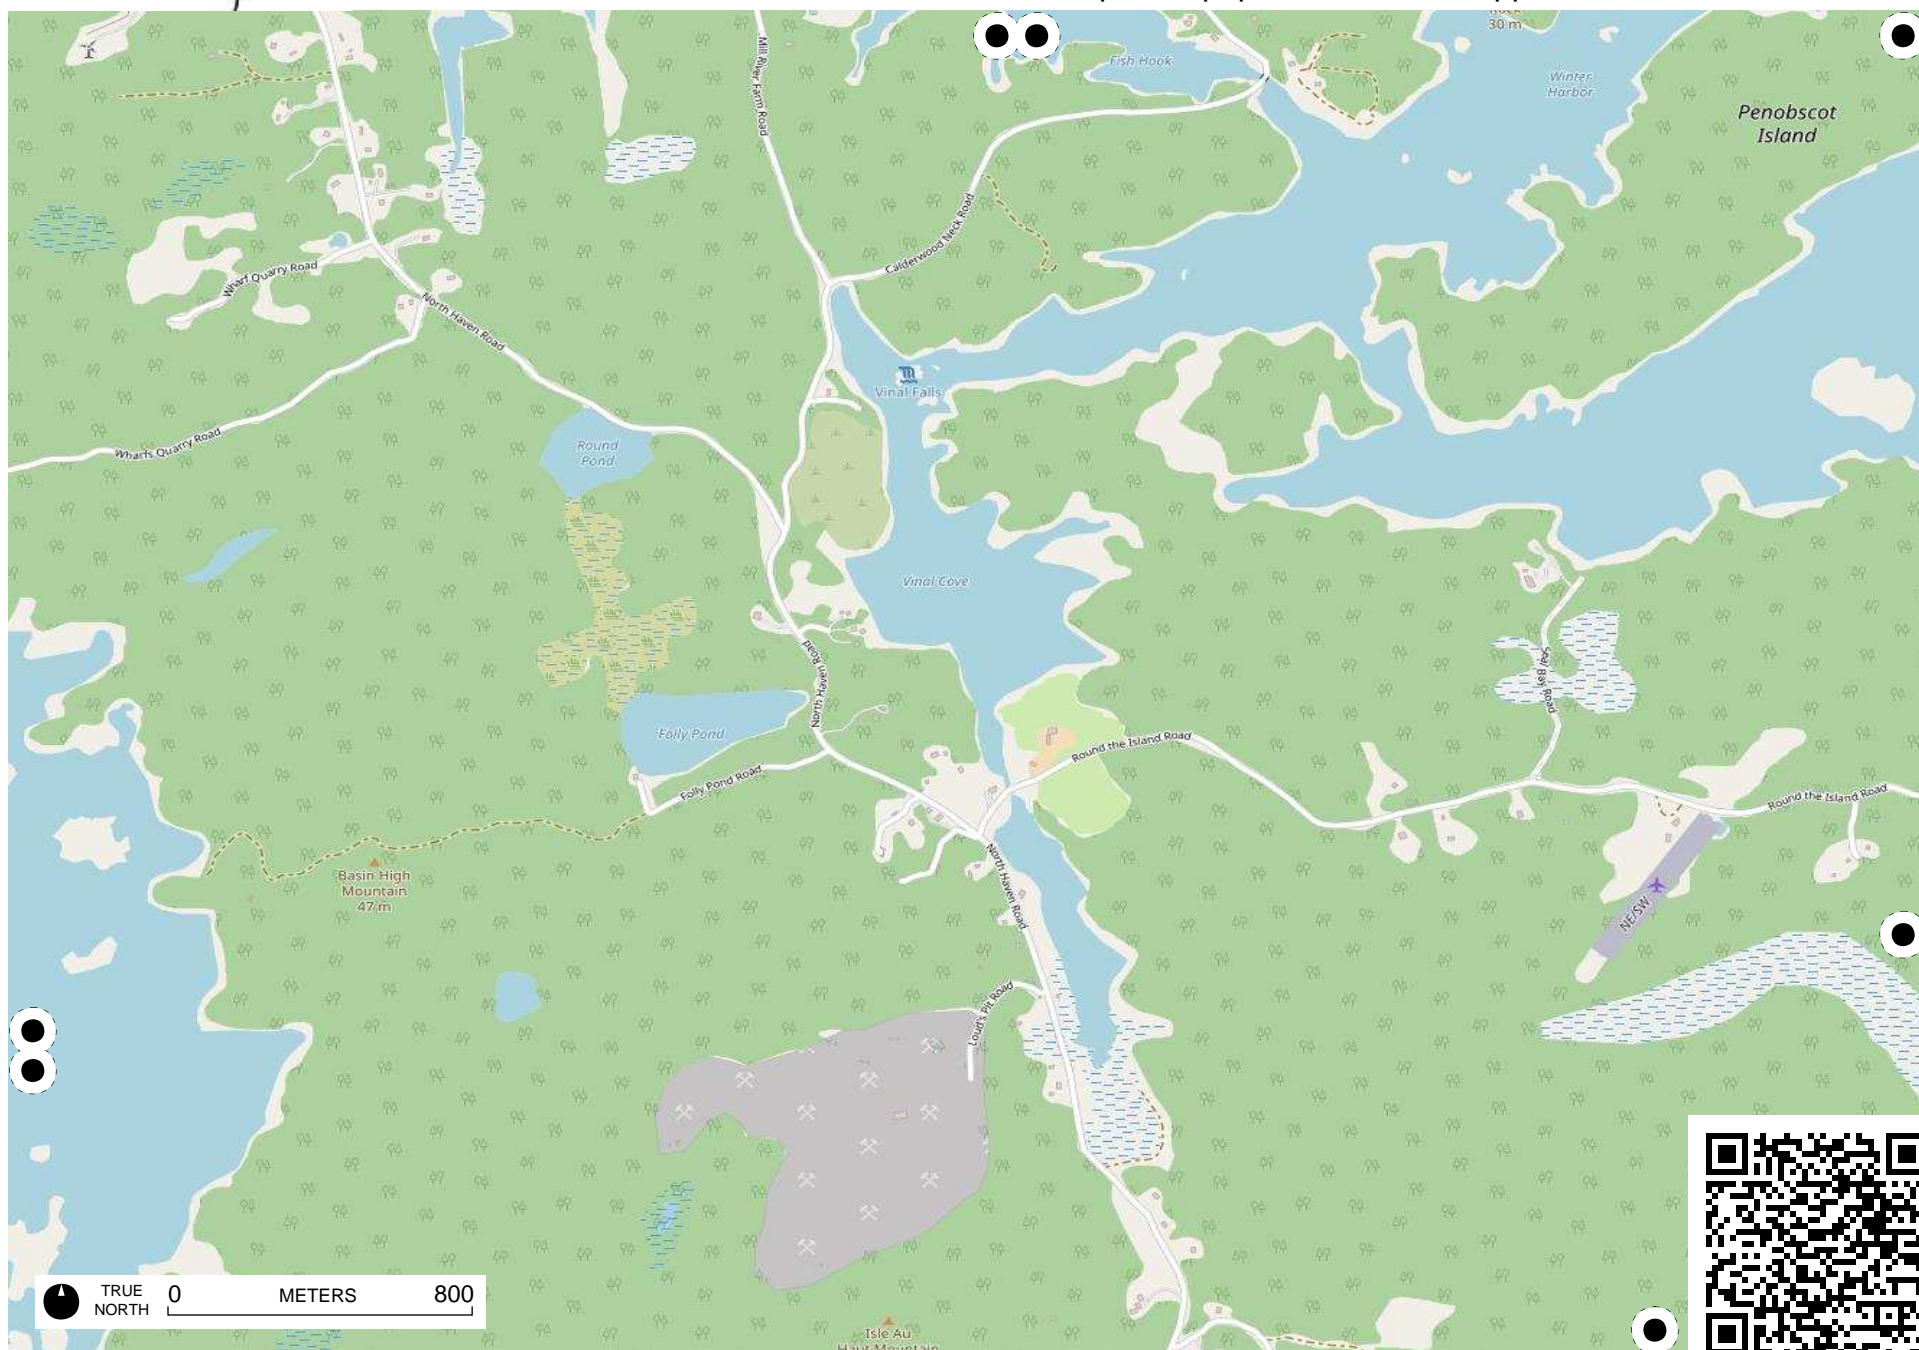 30 m
Fish Hook
Winter
Harbor
Penobscot
Island
Mill River Farm Road
Calderwood Neck Road
Wharf Quarry Road
North Haven Road
Vinal Falls
Round
Pond
Wharfs Quarry Road
Vinal Cove
North Haven Road
Seal Bay Road
Folly Pond
Round the Island Road
Folly Pond Road
Round the Island Road
Basin High
Mountain
47 m
North Haven Road
NE/SW
Loud's Pit Road
TRUE
NORTH
0 METERS 800
Isle Au
Haut Mountain